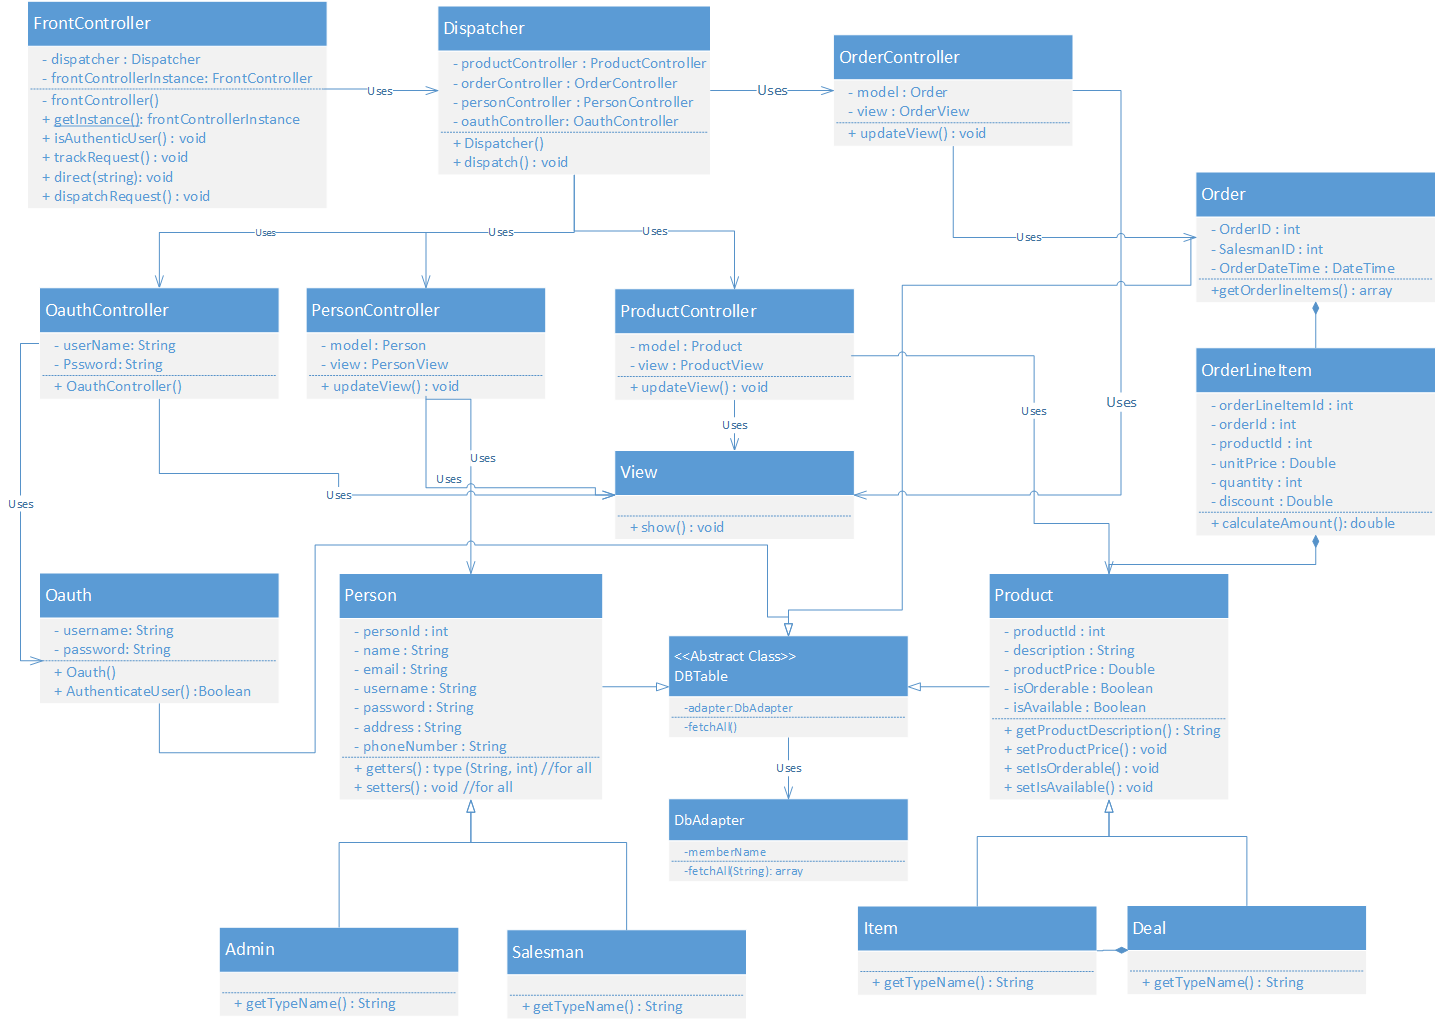 FrontController
- dispatcher : Dispatcher
- frontControllerInstance: FrontController
- frontController()
+ getInstance(): frontControllerInstance
+ isAuthenticUser() : void
+ trackRequest() : void
+ direct(string): void
+ dispatchRequest() : void
Uses
Dispatcher
- productController : ProductController
- orderController : OrderController
- personController : PersonController
- oauthController: OauthController
+ Dispatcher()
+ dispatch() : void
Uses
OrderController
- model : Order
- view : OrderView
+ updateView() : void
Order
- OrderID : int
- SalesmanID : int
- OrderDateTime : DateTime
+getOrderlineItems() : array
Uses
Uses
Uses
Uses
OauthController
- userName: String
- Pssword: String
+ OauthController()
PersonController
- model : Person
- view : PersonView
+ updateView() : void
ProductController
- model : Product
- view : ProductView
+ updateView() : void
OrderLineItem
- orderLineItemId : int
- orderId : int
- productId : int
- unitPrice : Double
- quantity : int
- discount : Double
+ calculateAmount(): double
Uses
Uses
Uses
Uses
Uses
Uses
Uses
View
+ show() : void
Oauth
- username: String
- password: String
+ Oauth()
+ AuthenticateUser() :Boolean
Person
- personId : int
- name : String
- email : String
- username : String
- password : String
- address : String
- phoneNumber : String
+ getters() : type (String, int) //for all
+ setters() : void //for all
<<Abstract Class>>
DBTable
-adapter:DbAdapter
-fetchAll()
Uses
Product
- productId : int
- description : String
- productPrice : Double
- isOrderable : Boolean
- isAvailable : Boolean
+ getProductDescription() : String
+ setProductPrice() : void
+ setIsOrderable() : void
+ setIsAvailable() : void
DbAdapter
-memberName
-fetchAll(String): array
Admin
+ getTypeName() : String
Salesman
+ getTypeName() : String
Item
+ getTypeName() : String
Deal
+ getTypeName() : String